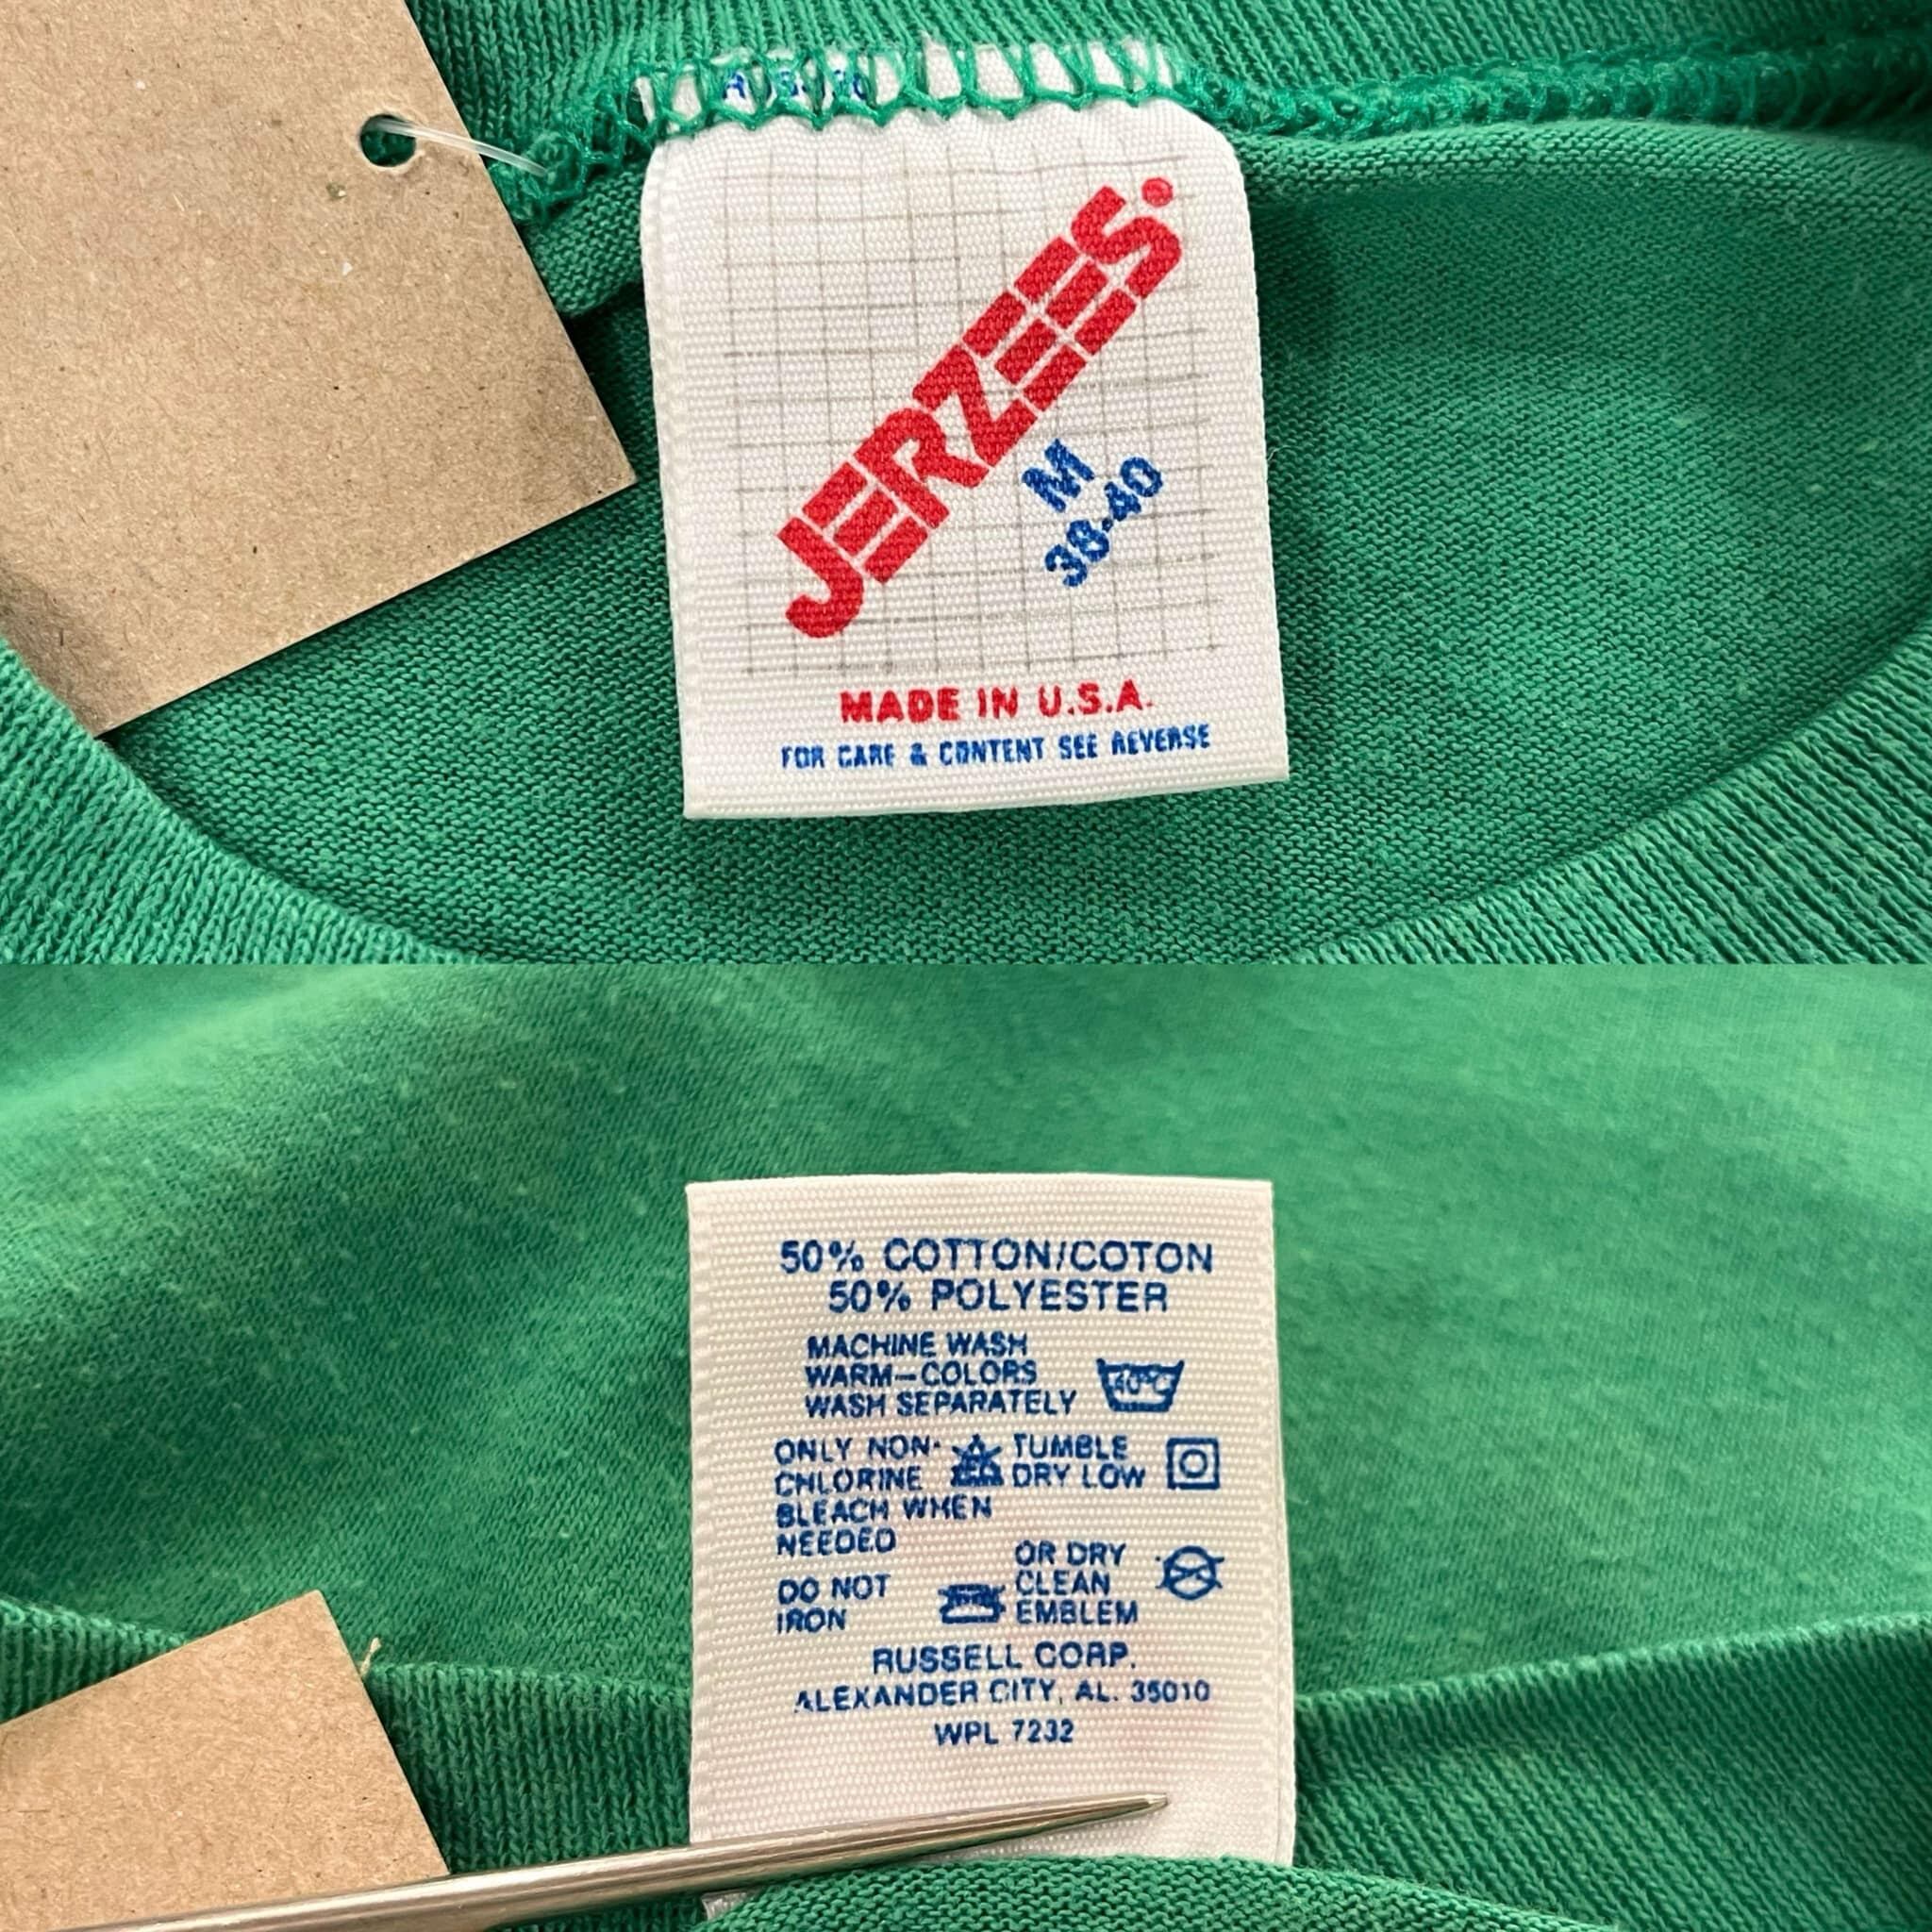 JERZEES
M
38-40
MADE IN U.S.A.
FOR CARE & CONTENT SEE REVERSE
50% COTTON/COTON
50% POLYESTER
MACHINE WASH
WARM—COLORS
WASH SEPARATELY
40°C
ONLY NON-
CHLORINE
BLEACH WHEN
NEEDED
TUMBLE
DRY LOW
DO NOT
IRON
OR DRY
CLEAN
EMBLEM
RUSSELL CORP.
ALEXANDER CITY, AL. 35010
WPL 7232